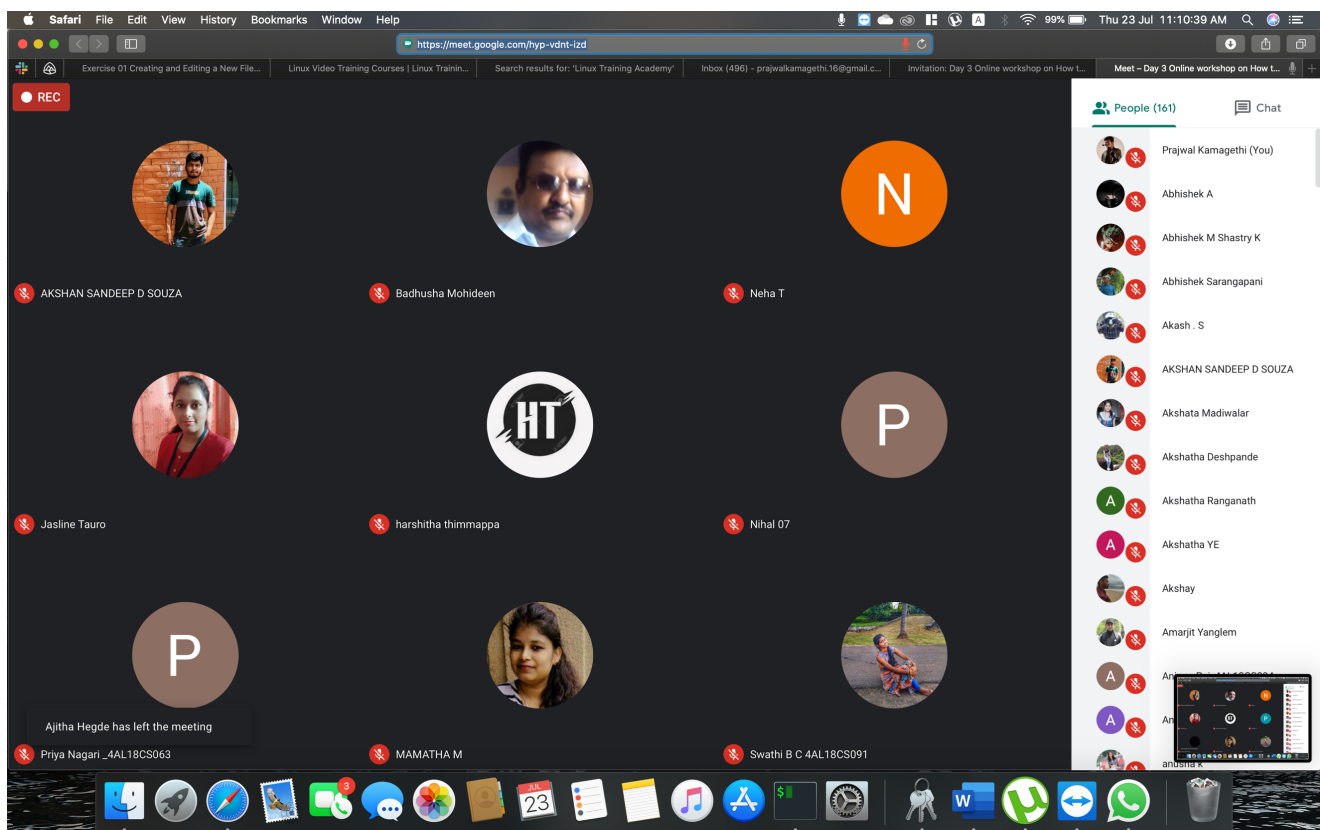 Safari File Edit View History Bookmarks Window Help
99% Thu 23 Jul 11:10:39 AM
https://meet.google.com/hyp-vdnt-izd
Exercise 01 Creating and Editing a New File... Linux Video Training Courses | Linux Trainin... Search results for: 'Linux Training Academy' Inbox (496) - prajwalkamagethi.16@gmail.c... Invitation: Day 3 Online workshop on How t... Meet – Day 3 Online workshop on How t...
REC
AKSHAN SANDEEP D SOUZA
Badhusha Mohideen
N
Neha T
Jasline Tauro
HT
harshitha thimmappa
P
Nihal 07
P
Ajitha Hegde has left the meeting
Priya Nagari _4AL18CS063
MAMATHA M
Swathi B C 4AL18CS091
People (161) Chat
Prajwal Kamagethi (You)
Abhishek A
Abhishek M Shastry K
Abhishek Sarangapani
Akash . S
AKSHAN SANDEEP D SOUZA
Akshata Madiwalar
Akshatha Deshpande
A Akshatha Ranganath
A Akshatha YE
Akshay
Amarjit Yanglem
A
A
anusha k
3
JUL
23
$
W